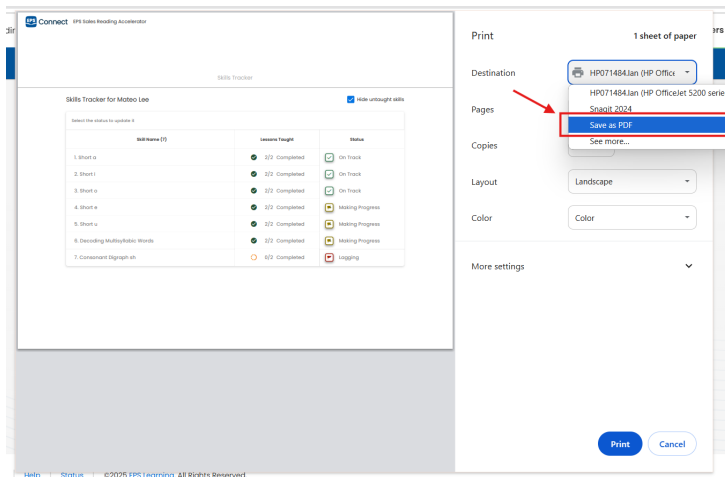 EPS Connect EPS Sales Reading Accelerator
Skills Tracker
Skills Tracker for Mateo Lee
Hide untaught skills
Select the status to update it
Skill Name (7) Lessons Taught Status
1. Short a 2/2 Completed On Track
2. Short i 2/2 Completed On Track
3. Short o 2/2 Completed On Track
4. Short e 2/2 Completed Making Progress
5. Short u 2/2 Completed Making Progress
6. Decoding Multisyllabic Words 2/2 Completed Making Progress
7. Consonant Digraph sh 0/2 Completed Lagging
Print 1 sheet of paper
Destination HP071484.lan (HP Office
HP071484.lan (HP OfficeJet 5200 serie
Pages Snagit 2024
Save as PDF
Copies See more...
Layout Landscape
Color Color
More settings
Print Cancel
Help Status ©2025 EPS Learning. All Rights Reserved.